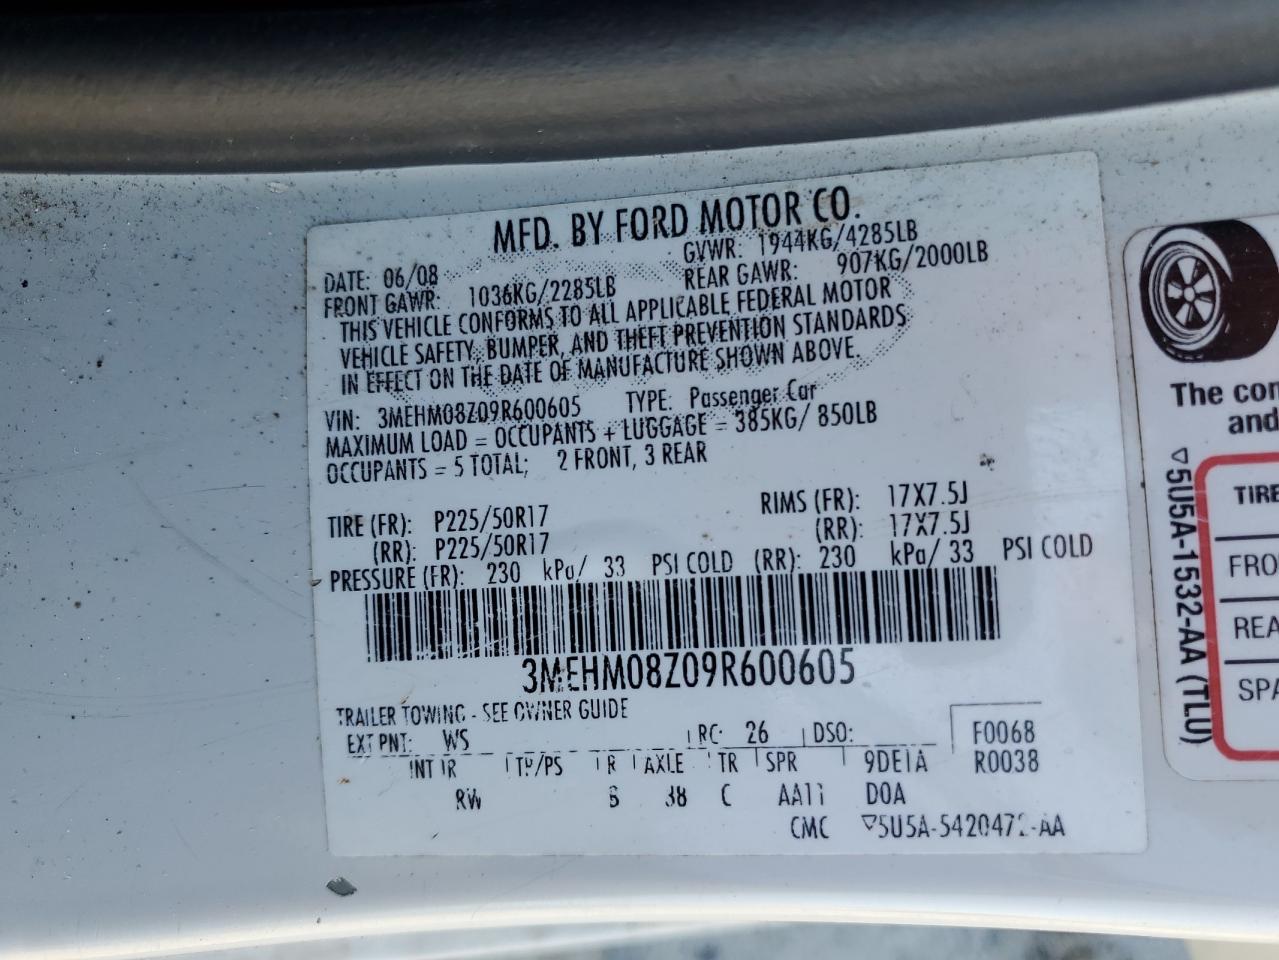 MFD. BY FORD MOTOR CO.
DATE: 06/08 GVWR: 1944KG/4285LB
FRONT GAWR: 1036KG/2285LB REAR GAWR: 907KG/2000LB
THIS VEHICLE CONFORMS TO ALL APPLICABLE FEDERAL MOTOR
VEHICLE SAFETY, BUMPER, AND THEFT PREVENTION STANDARDS
IN EFFECT ON THE DATE OF MANUFACTURE SHOWN ABOVE.
VIN: 3MEHM08Z09R600605 TYPE: Passenger Car
MAXIMUM LOAD = OCCUPANTS + LUGGAGE = 385KG/ 850LB
OCCUPANTS = 5 TOTAL; 2 FRONT, 3 REAR
TIRE (FR): P225/50R17 RIMS (FR): 17X7.5J
(RR): P225/50R17 (RR): 17X7.5J
PRESSURE (FR): 230 kPa/ 33 PSI COLD (RR): 230 kPa/ 33 PSI COLD
3MEHM08Z09R600605
TRAILER TOWING - SEE OWNER GUIDE
EXT PNT: WS RC: 26 DSO: F0068
INT TR TP/PS R AXLE TR SPR 9DE1A R0038
RW 38 C AA11 DOA
CMC ▽5U5A-5420472-AA
The con
and
▽5U5A-1532-AA (TLU)
TIRE
FRO
REA
SPA